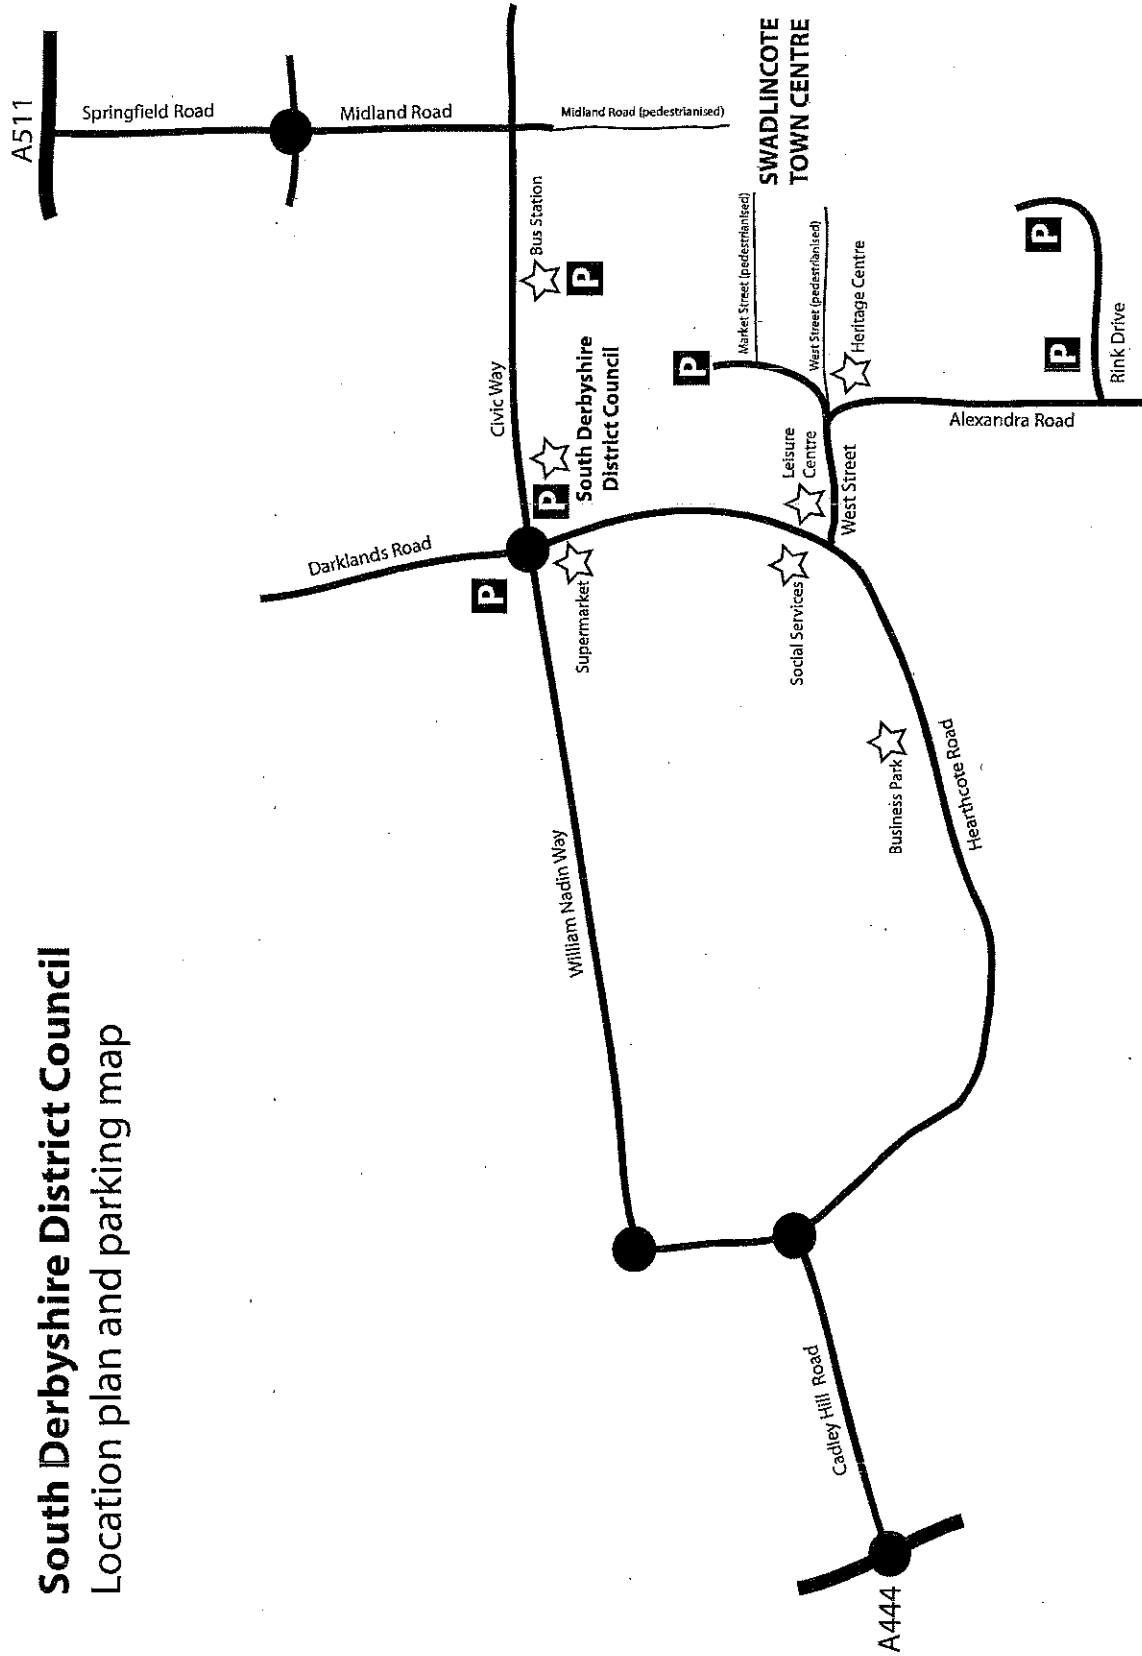 South Derbyshire District Council
Location plan and parking map
A511
Springfield Road
Midland Road
Midland Road (pedestrianised)
SWADLINCOTE
TOWN CENTRE
Bus Station
P
Civic Way
South Derbyshire
District Council
P
Darklands Road
P
Supermarket
Market Street (pedestrianised)
West Street (pedestrianised)
P
Heritage Centre
Leisure
Centre
West Street
Alexandra Road
P
P
Rink Drive
Social Services
Business Park
Hearthcote Road
William Nadin Way
Cadley Hill Road
A444